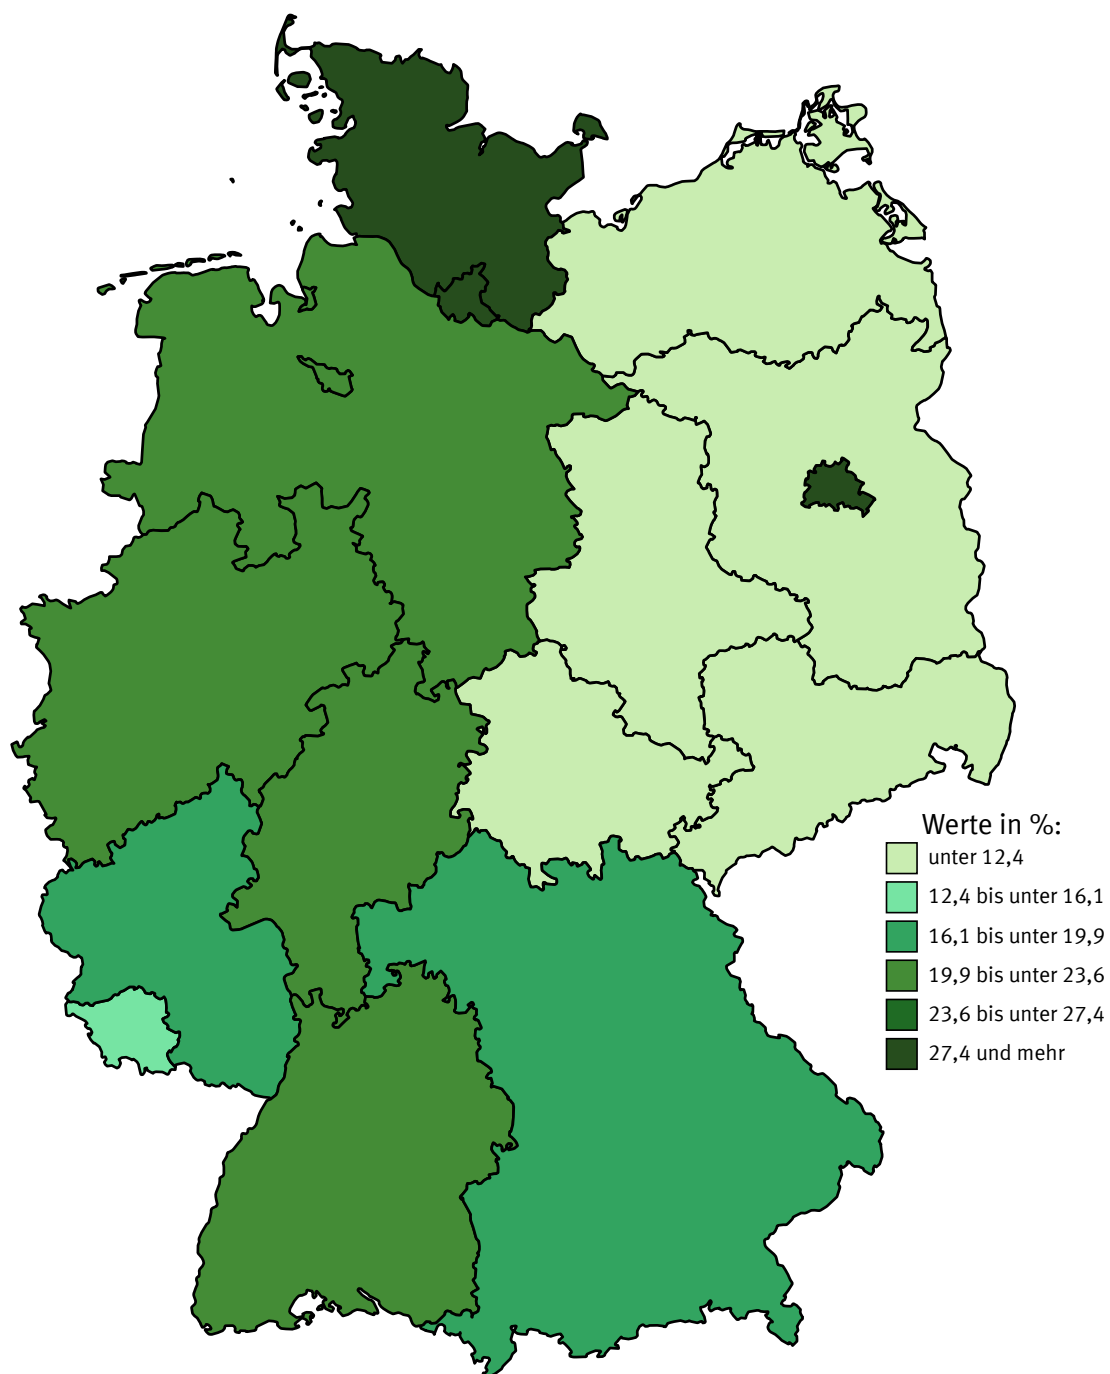 Werte in %:
unter 12,4
12,4 bis unter 16,1
16,1 bis unter 19,9
19,9 bis unter 23,6
23,6 bis unter 27,4
27,4 und mehr